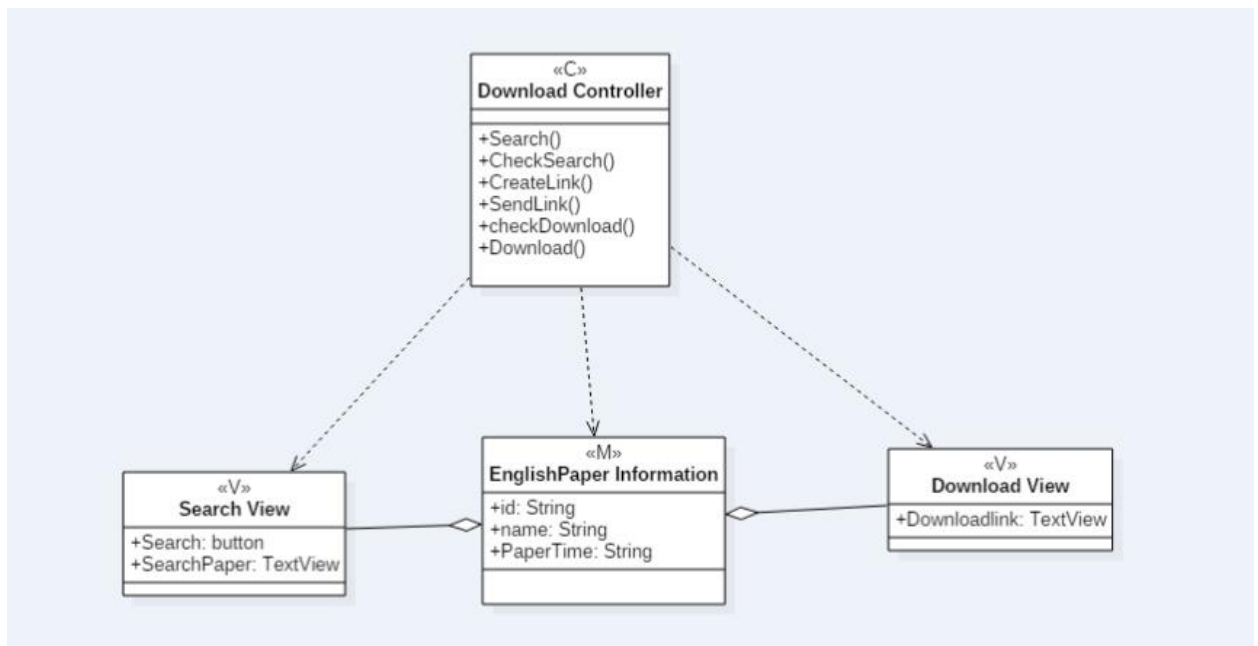 «C»
Download Controller
+Search()
+CheckSearch()
+CreateLink()
+SendLink()
+checkDownload()
+Download()
«V»
Search View
+Search: button
+SearchPaper: TextView
«M»
EnglishPaper Information
+id: String
+name: String
+PaperTime: String
«V»
Download View
+Downloadlink: TextView